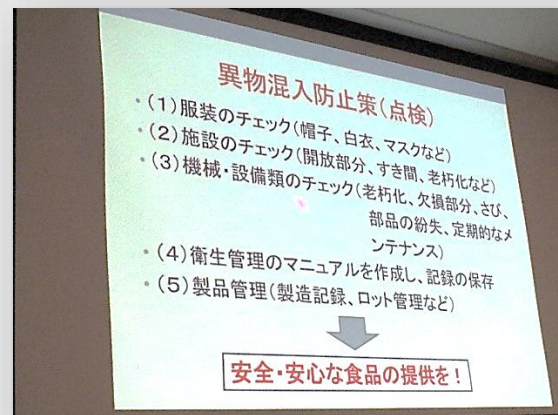 異物混入防止策(点検)
・(1)服装のチェック(帽子、白衣、マスクなど)
・(2)施設のチェック(開放部分、すき間、老朽化など)
・(3)機械・設備類のチェック(老朽化、欠損部分、さび、
部品の紛失、定期的なメ
ンテナンス)
・(4)衛生管理のマニュアルを作成し、記録の保存
・(5)製品管理(製造記録、ロット管理など)
安全・安心な食品の提供を!